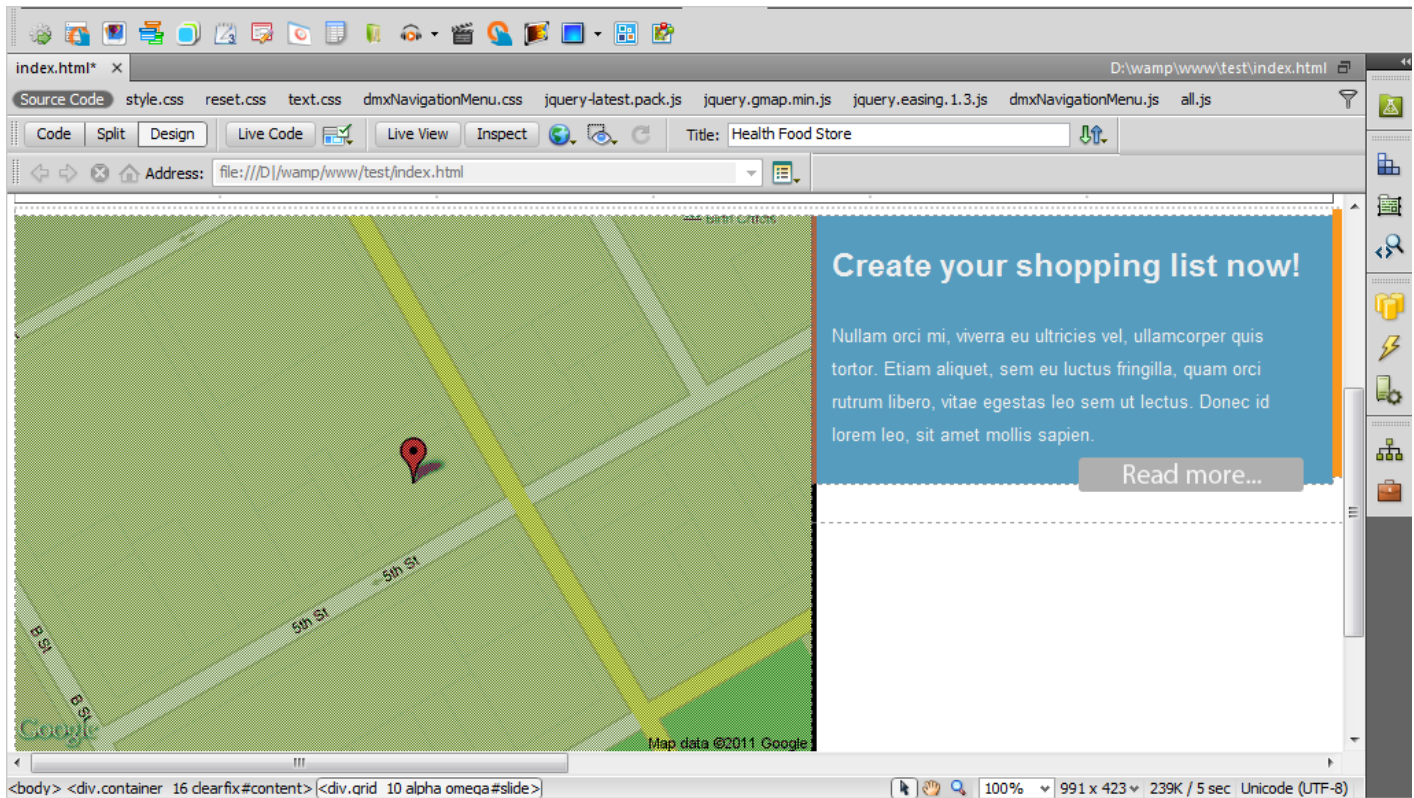 index.html* ×
D:\wamp\www\test\index.html
Source Code style.css reset.css text.css dmxNavigationMenu.css jquery-latest.pack.js jquery.gmap.min.js jquery.easing.1.3.js dmxNavigationMenu.js all.js
Code Split Design Live Code Live View Inspect Title: Health Food Store
Address: file:///D|/wamp/www/test/index.html
Create your shopping list now!
Nullam orci mi, viverra eu ultricies vel, ullamcorper quis
tortor. Etiam aliquet, sem eu luctus fringilla, quam orci
rutrum libero, vitae egestas leo sem ut lectus. Donec id
lorem leo, sit amet mollis sapien.
Read more...
5th St
5th St
B St
B St
Google
Map data ©2011 Google
<body> <div.container_16 clearfix#content> <div.grid_10 alpha omega#slide>
100% 991 x 423 239K / 5 sec Unicode (UTF-8)